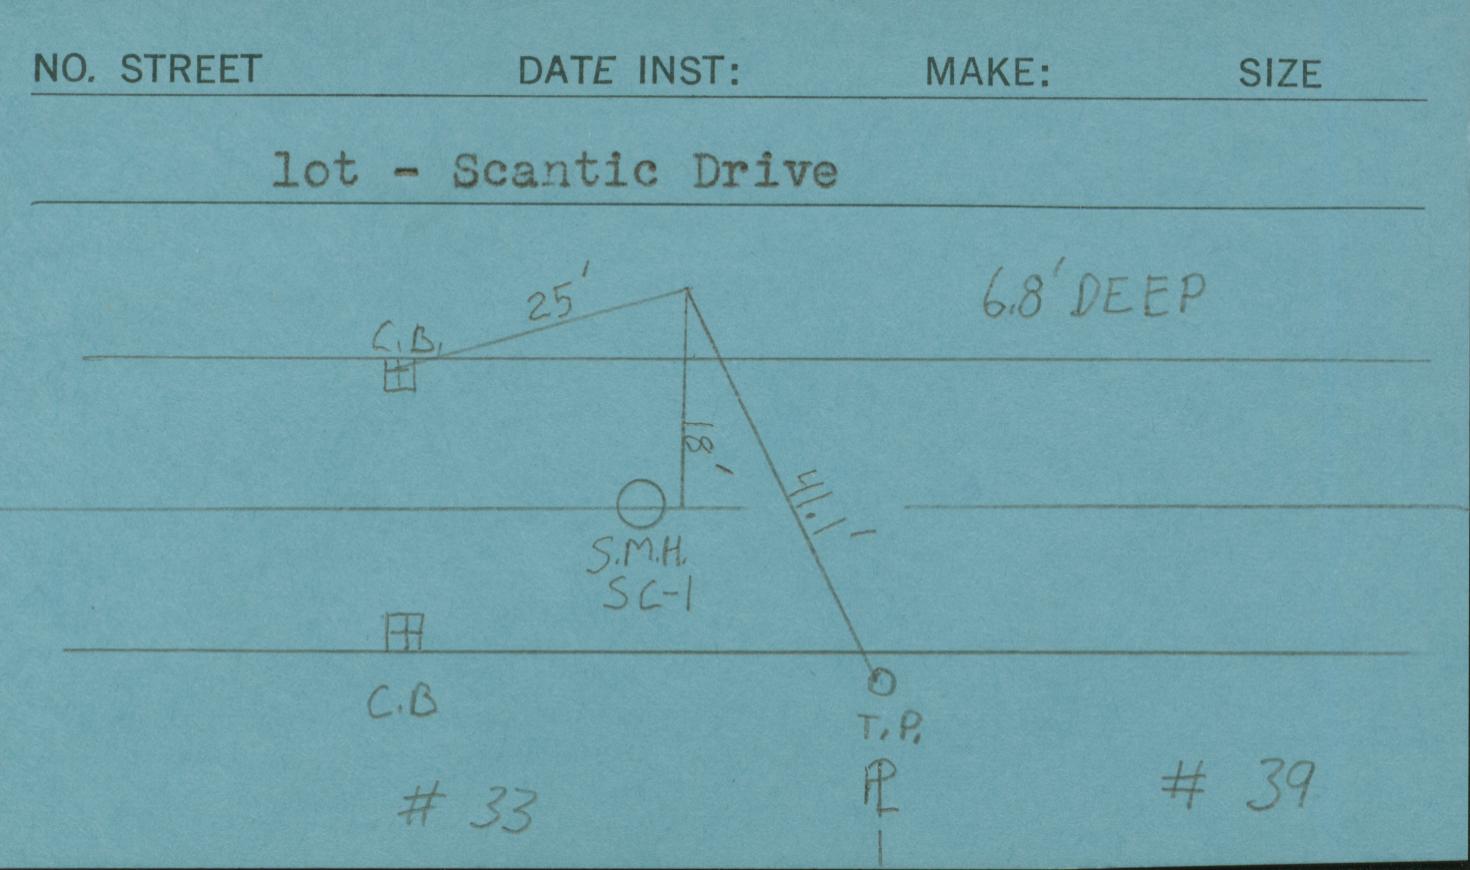 NO. STREET DATE INST: MAKE: SIZE
lot - Scantic Drive
25' 6.8' DEEP
C.B.
18'
41.1'
S.M.H.
SC-1
C.B
T.P.
PL
# 33 # 39